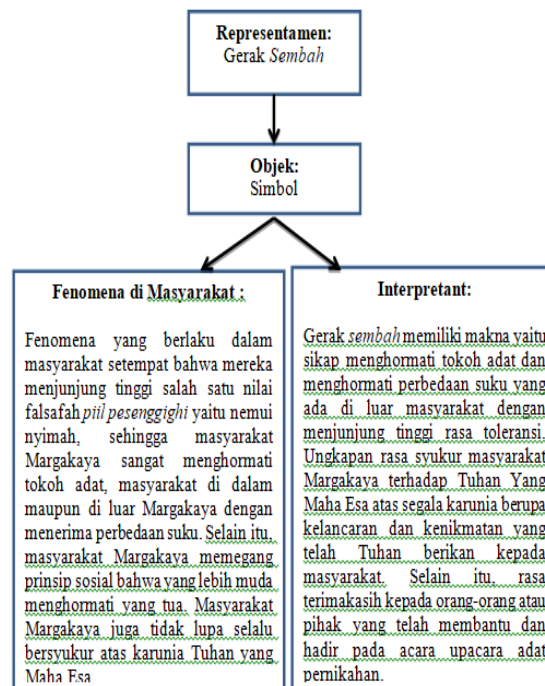 Representamen:
Gerak Sembah
Objek:
Simbol
Fenomena di Masyarakat :
Fenomena yang berlaku dalam
masyarakat setempat bahwa mereka
menjunjung tinggi salah satu nilai
falsafah piil pesenggighi yaitu nemui
nyimah, sehingga masyarakat
Margakaya sangat menghormati
tokoh adat, masyarakat di dalam
maupun di luar Margakaya dengan
menerima perbedaan suku. Selain itu,
masyarakat Margakaya memegang
prinsip sosial bahwa yang lebih muda
menghormati yang tua. Masyarakat
Margakaya juga tidak lupa selalu
bersyukur atas karunia Tuhan yang
Maha Esa
Interpretant:
Gerak sembah memiliki makna yaitu
sikap menghormati tokoh adat dan
menghormati perbedaan suku yang
ada di luar masyarakat dengan
menjunjung tinggi rasa toleransi.
Ungkapan rasa syukur masyarakat
Margakaya terhadap Tuhan Yang
Maha Esa atas segala karunia berupa
kelancaran dan kenikmatan yang
telah Tuhan berikan kepada
masyarakat. Selain itu, rasa
terimakasih kepada orang-orang atau
pihak yang telah membantu dan
hadir pada acara upacara adat
pernikahan.